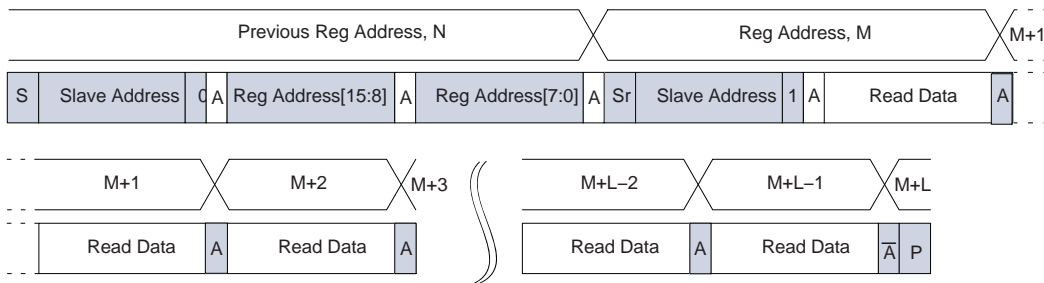 Previous Reg Address, N Reg Address, M M+1
S Slave Address 0 A Reg Address[15:8] A Reg Address[7:0] A Sr Slave Address 1 A Read Data A
M+1 M+2 M+3 M+L−2 M+L−1 M+L
Read Data A Read Data A Read Data A Read Data A̅ P